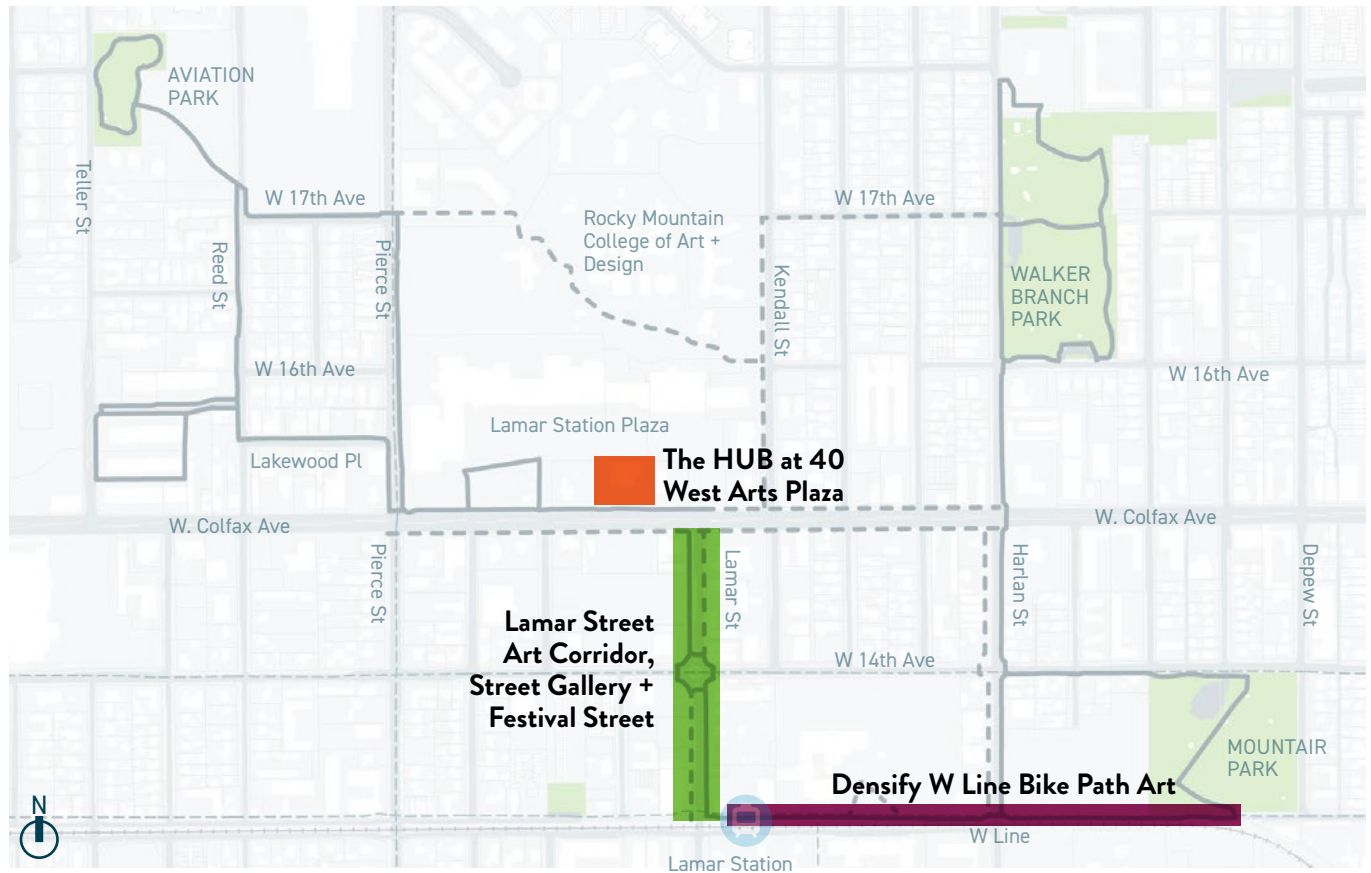 AVIATION
PARK
Teller St
W 17th Ave
Reed St
Pierce St
Rocky Mountain
College of Art +
Design
W 17th Ave
Kendall St
WALKER
BRANCH
PARK
W 16th Ave
W 16th Ave
Lamar Station Plaza
Lakewood Pl
The HUB at 40
West Arts Plaza
W. Colfax Ave
W. Colfax Ave
Pierce St
Lamar St
Harlan St
Depew St
Lamar Street
Art Corridor,
Street Gallery +
Festival Street
W 14th Ave
MOUNTAIR
PARK
Densify W Line Bike Path Art
N
W Line
Lamar Station